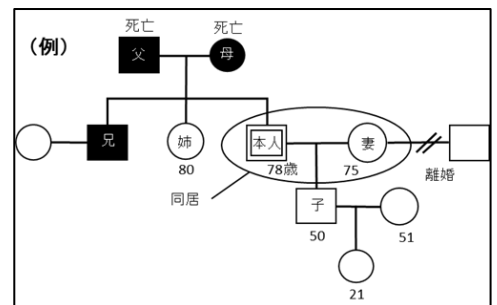 死亡 死亡
（例） 父 母
兄 姉 本人 妻
80 78歳 75 離婚
同居
子
50 51
21